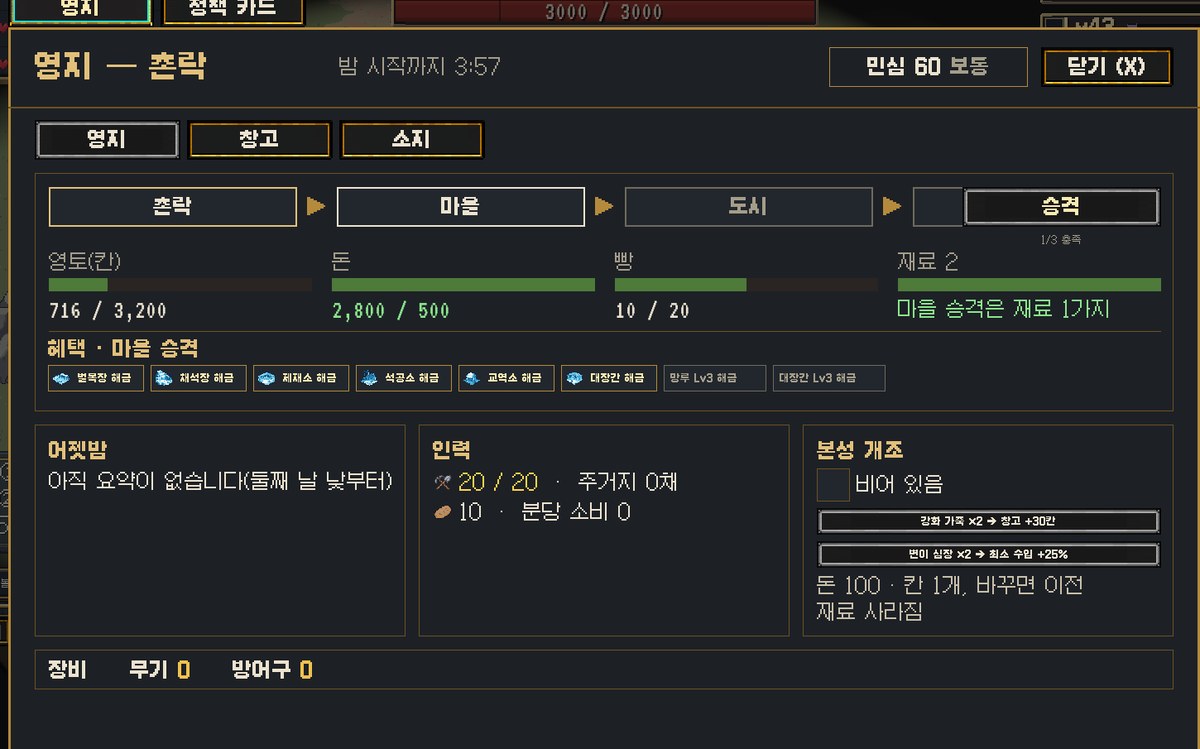 영지 정책 카드
3000 / 3000
Lv43
영지 — 촌락 밤 시작까지 3:57 민심 60 보통 닫기 (X)
영지 창고 소지
촌락 마을 도시 승격
1/3 충족
영토(칸) 돈 빵 재료 2
716 / 3,200 2,800 / 500 10 / 20 마을 승격은 재료 1가지
혜택 · 마을 승격
벌목장 해금 채석장 해금 제재소 해금 석공소 해금 교역소 해금 대장간 해금 망루 Lv3 해금 대장간 Lv3 해금
어젯밤
아직 요약이 없습니다(둘째 날 낮부터)
인력
20 / 20 · 주거지 0채
10 · 분당 소비 0
본성 개조
비어 있음
강화 가죽 ×2 → 창고 +30칸
변이 심장 ×2 → 최소 수입 +25%
돈 100 · 칸 1개, 바꾸면 이전
재료 사라짐
장비 무기 0 방어구 0